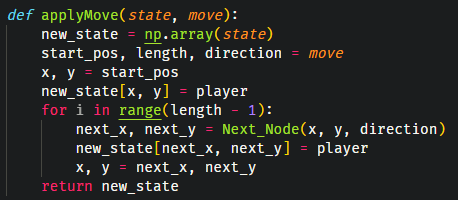 def applyMove(state, move):
    new_state = np.array(state)
    start_pos, length, direction = move
    x, y = start_pos
    new_state[x, y] = player
    for i in range(length - 1):
        next_x, next_y = Next_Node(x, y, direction)
        new_state[next_x, next_y] = player
        x, y = next_x, next_y
    return new_state